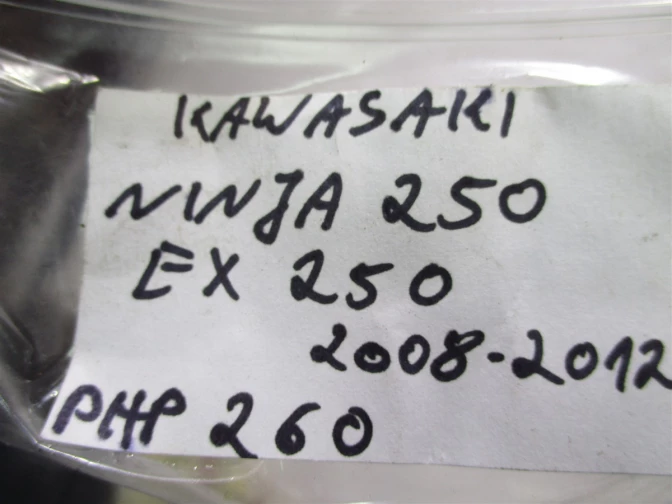 KAWASAKI
NINJA 250
EX 250
2008-2012
PHP 260